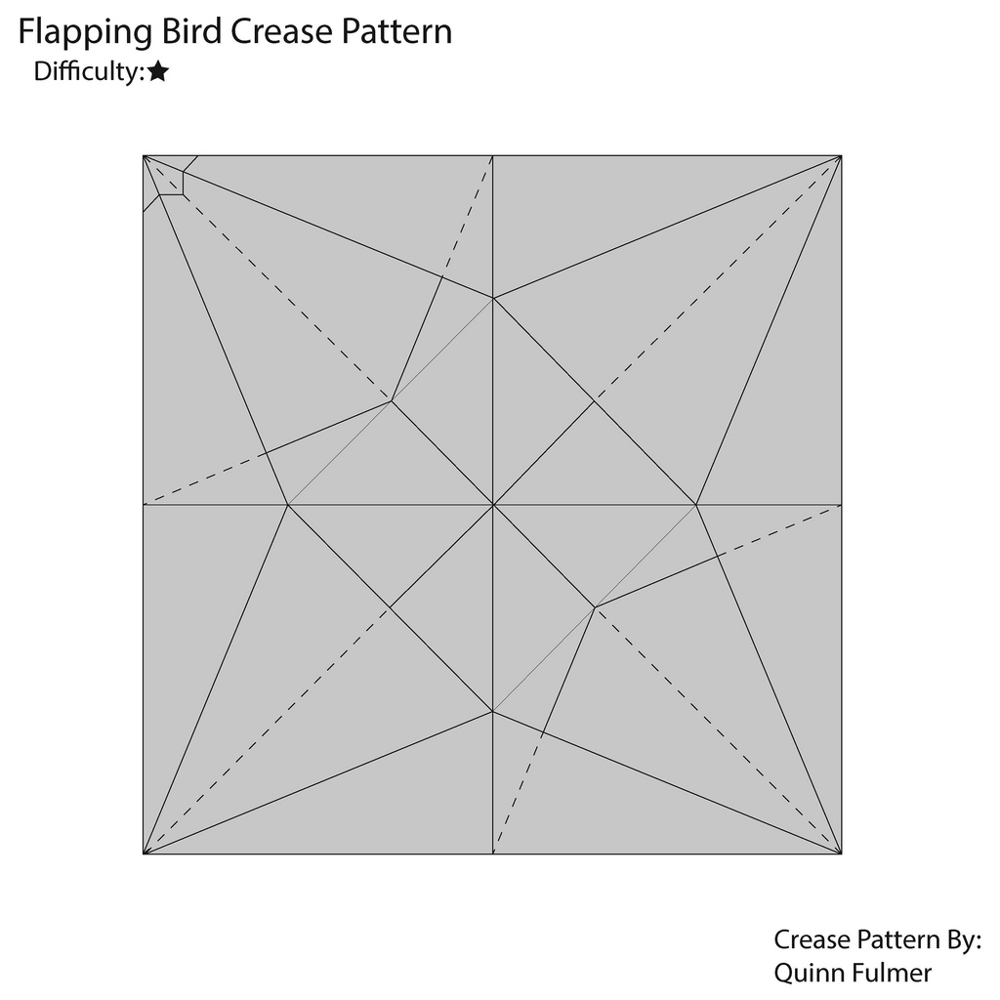 Flapping Bird Crease Pattern
Difficulty:★
Crease Pattern By:
Quinn Fulmer